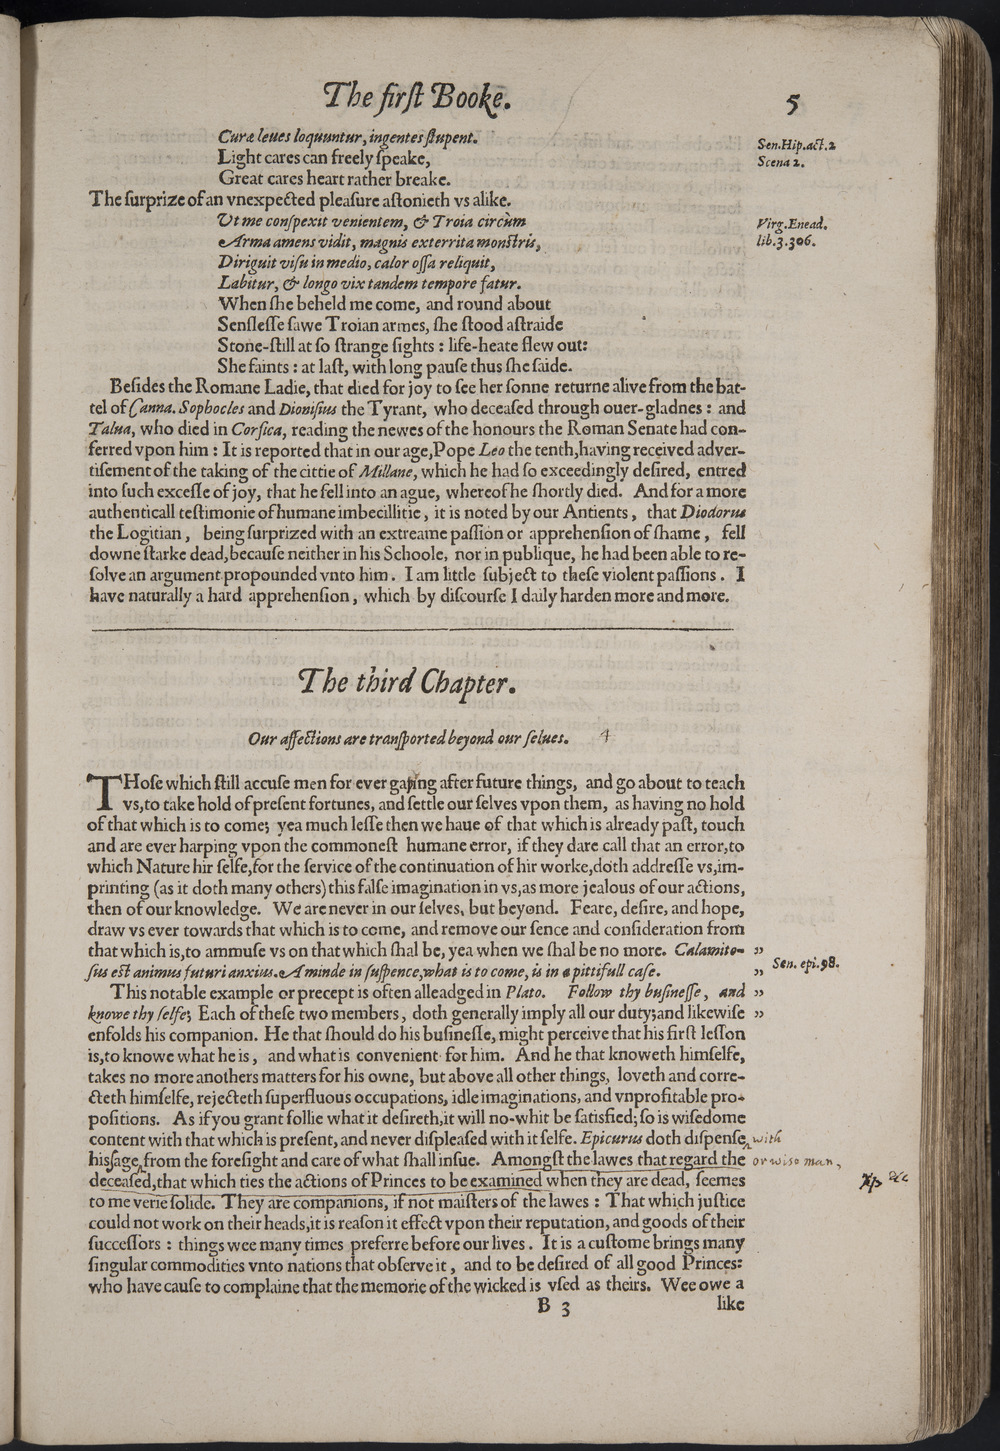 The firſt Booke. 5
Curæ leues loquuntur, ingentes ſtupent.
Sen. Hip. act. 2
Light cares can freely ſpeake,
Scena 2.
Great cares heart rather breake.
The ſurprize of an vnexpected pleaſure aſtonieth vs alike.
Vt me conſpexit venientem, & Troia circùm
Virg. Enead.
Arma amens vidit, magnis exterrita monſtris,
lib. 3. 306.
Diriguit viſu in medio, calor oſſa reliquit,
Labitur, & longo vix tandem tempore fatur.
When ſhe beheld me come, and round about
Senſleſſe ſawe Troian armes, ſhe ſtood aſtraide
Stone-ſtill at ſo ſtrange ſights : life-heate flew out:
She faints : at laſt, with long pauſe thus ſhe ſaide.
Beſides the Romane Ladie, that died for joy to ſee her ſonne returne alive from the bat-
tel of Canna. Sophocles and Dioniſius the Tyrant, who deceaſed through ouer-gladnes : and
Talua, who died in Corſica, reading the newes of the honours the Roman Senate had con-
ferred vpon him : It is reported that in our age, Pope Leo the tenth, having received adver-
tiſement of the taking of the cittie of Millane, which he had ſo exceedingly deſired, entred
into ſuch exceſſe of joy, that he fell into an ague, whereof he ſhortly died. And for a more
authenticall teſtimonie of humane imbecillitie, it is noted by our Antients, that Diodorus
the Logitian, being ſurprized with an extreame paſſion or apprehenſion of ſhame, fell
downe ſtarke dead, becauſe neither in his Schoole, nor in publique, he had been able to re-
ſolve an argument propounded vnto him. I am little ſubject to theſe violent paſſions. I
have naturally a hard apprehenſion, which by diſcourſe I daily harden more and more.
The third Chapter.
Our affections are tranſported beyond our ſelues. 4
THoſe which ſtill accuſe men for ever gaping after future things, and go about to teach
vs, to take hold of preſent fortunes, and ſettle our ſelves vpon them, as having no hold
of that which is to come; yea much leſſe then we haue of that which is already paſt, touch
and are ever harping vpon the commoneſt humane error, if they dare call that an error, to
which Nature hir ſelfe, for the ſervice of the continuation of hir worke, doth addreſſe vs, im-
printing (as it doth many others) this falſe imagination in vs, as more jealous of our actions,
then of our knowledge. We are never in our ſelves, but beyond. Feare, deſire, and hope,
draw vs ever towards that which is to come, and remove our ſence and conſideration from
that which is, to ammuſe vs on that which ſhal be, yea when we ſhal be no more. Calamito- „
ſus eſt animus futuri anxius. A minde in ſuſpence, what is to come, is in a pittifull caſe. „ Sen. epi. 98.
This notable example or precept is often alleadged in Plato. Follow thy buſineſſe, and „
knowe thy ſelfe; Each of theſe two members, doth generally imply all our duty; and likewiſe „
enfolds his companion. He that ſhould do his buſineſſe, might perceive that his firſt leſſon
is, to knowe what he is, and what is convenient for him. And he that knoweth himſelfe,
takes no more anothers matters for his owne, but above all other things, loveth and corre-
cteth himſelfe, rejecteth ſuperfluous occupations, idle imaginations, and vnprofitable pro-
poſitions. As if you grant follie what it deſireth, it will no-whit be ſatisfied; ſo is wiſedome
content with that which is preſent, and never diſpleaſed with it ſelfe. Epicurus doth diſpenſe ‸ with
his ſage ‸ from the foreſight and care of what ſhall inſue. Amongſt the lawes that regard the or wise man,
deceaſed, that which ties the actions of Princes to be examined when they are dead, ſeemes
to me verie ſolide. They are companions, if not maiſters of the lawes : That which juſtice
could not work on their heads, it is reaſon it effect vpon their reputation, and goods of their
ſucceſſors : things wee many times preferre before our lives. It is a cuſtome brings many
ſingular commodities vnto nations that obſerve it, and to be deſired of all good Princes:
who have cauſe to complaine that the memorie of the wicked is vſed as theirs. Wee owe a
B 3 like